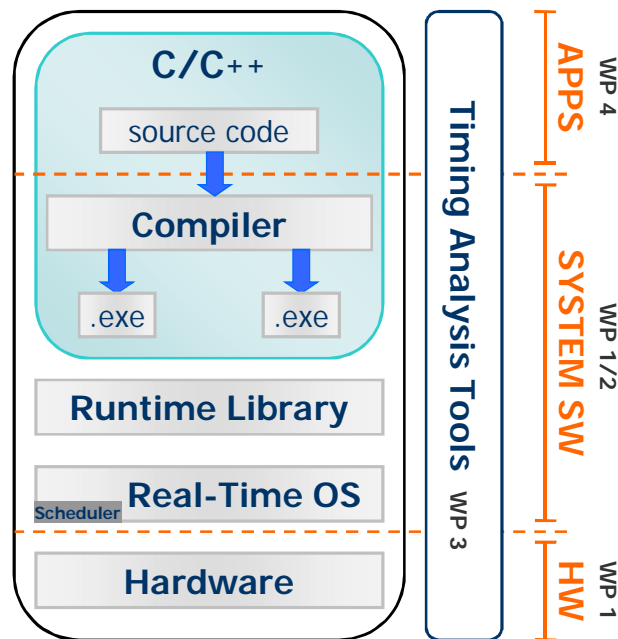 C/C++
source code
Compiler
.exe
.exe
Runtime Library
Real-Time OS
Scheduler
Hardware
Timing Analysis Tools WP 3
APPS
WP 4
SYSTEM SW
WP 1/2
HW
WP 1